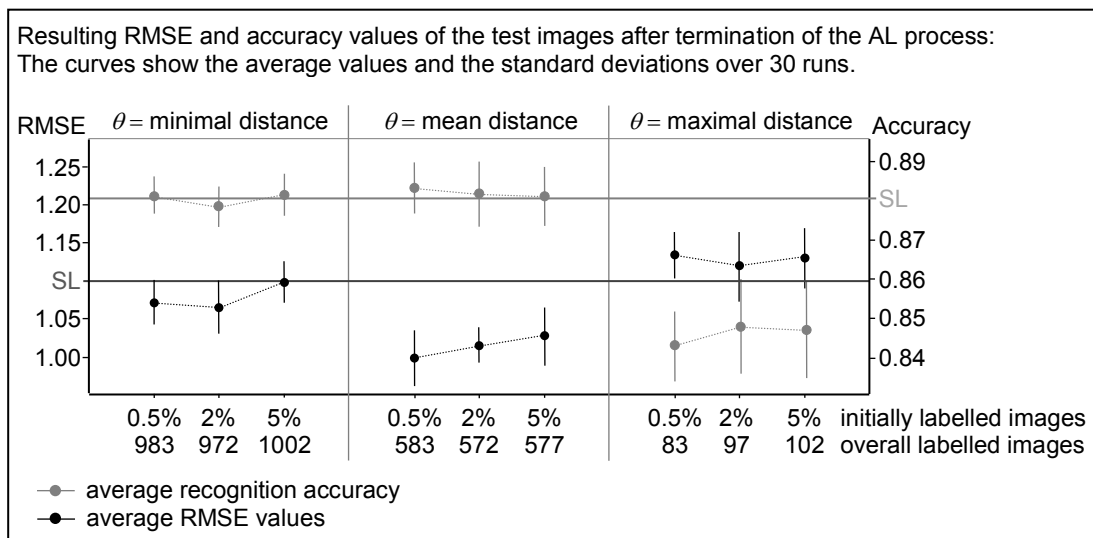 Resulting RMSE and accuracy values of the test images after termination of the AL process:
The curves show the average values and the standard deviations over 30 runs.
RMSE θ = minimal distance θ = mean distance θ = maximal distance Accuracy
1.25
1.20
1.15
SL
1.05
1.00
0.89
SL
0.87
0.86
0.85
0.84
0.5% 2% 5% 0.5% 2% 5% 0.5% 2% 5% initially labelled images
983 972 1002 583 572 577 83 97 102 overall labelled images
average recognition accuracy
average RMSE values